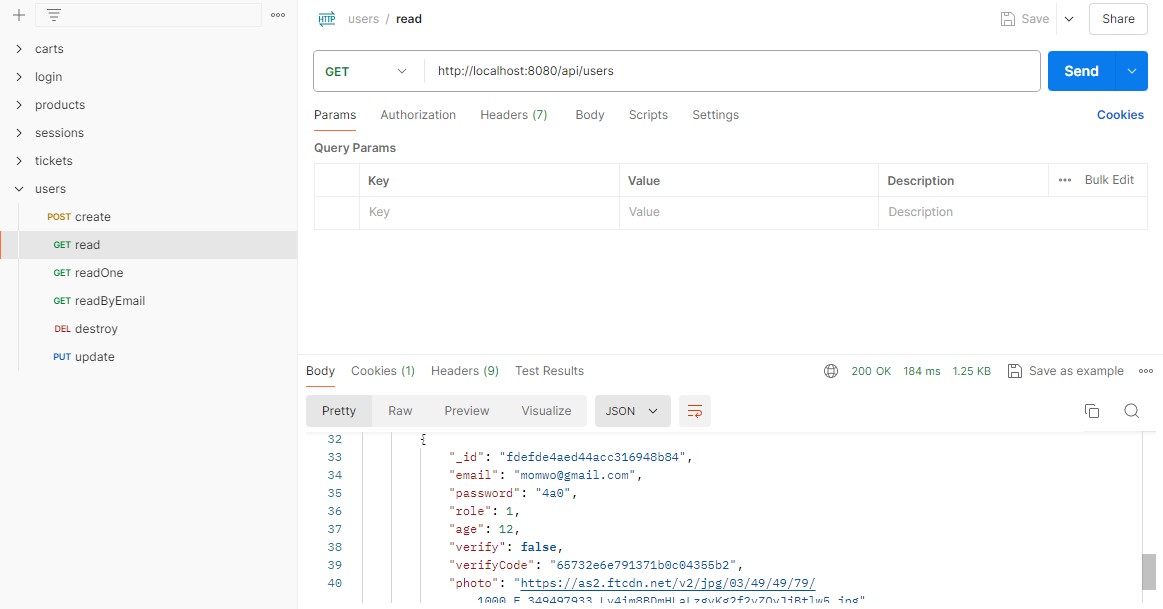 HTTP users / read Save Share
carts
login
products
sessions
tickets
users
POST create
GET read
GET readOne
GET readByEmail
DEL destroy
PUT update
GET http://localhost:8080/api/users Send
Params Authorization Headers (7) Body Scripts Settings Cookies
Query Params
Key Value Description Bulk Edit
Key Value Description
Body Cookies (1) Headers (9) Test Results 200 OK 184 ms 1.25 KB Save as example
Pretty Raw Preview Visualize JSON
32 {
33 "_id": "fdefde4aed44acc316948b84",
34 "email": "momwo@gmail.com",
35 "password": "4a0",
36 "role": 1,
37 "age": 12,
38 "verify": false,
39 "verifyCode": "65732e6e791371b0c04355b2",
40 "photo": "https://as2.ftcdn.net/v2/jpg/03/49/49/79/